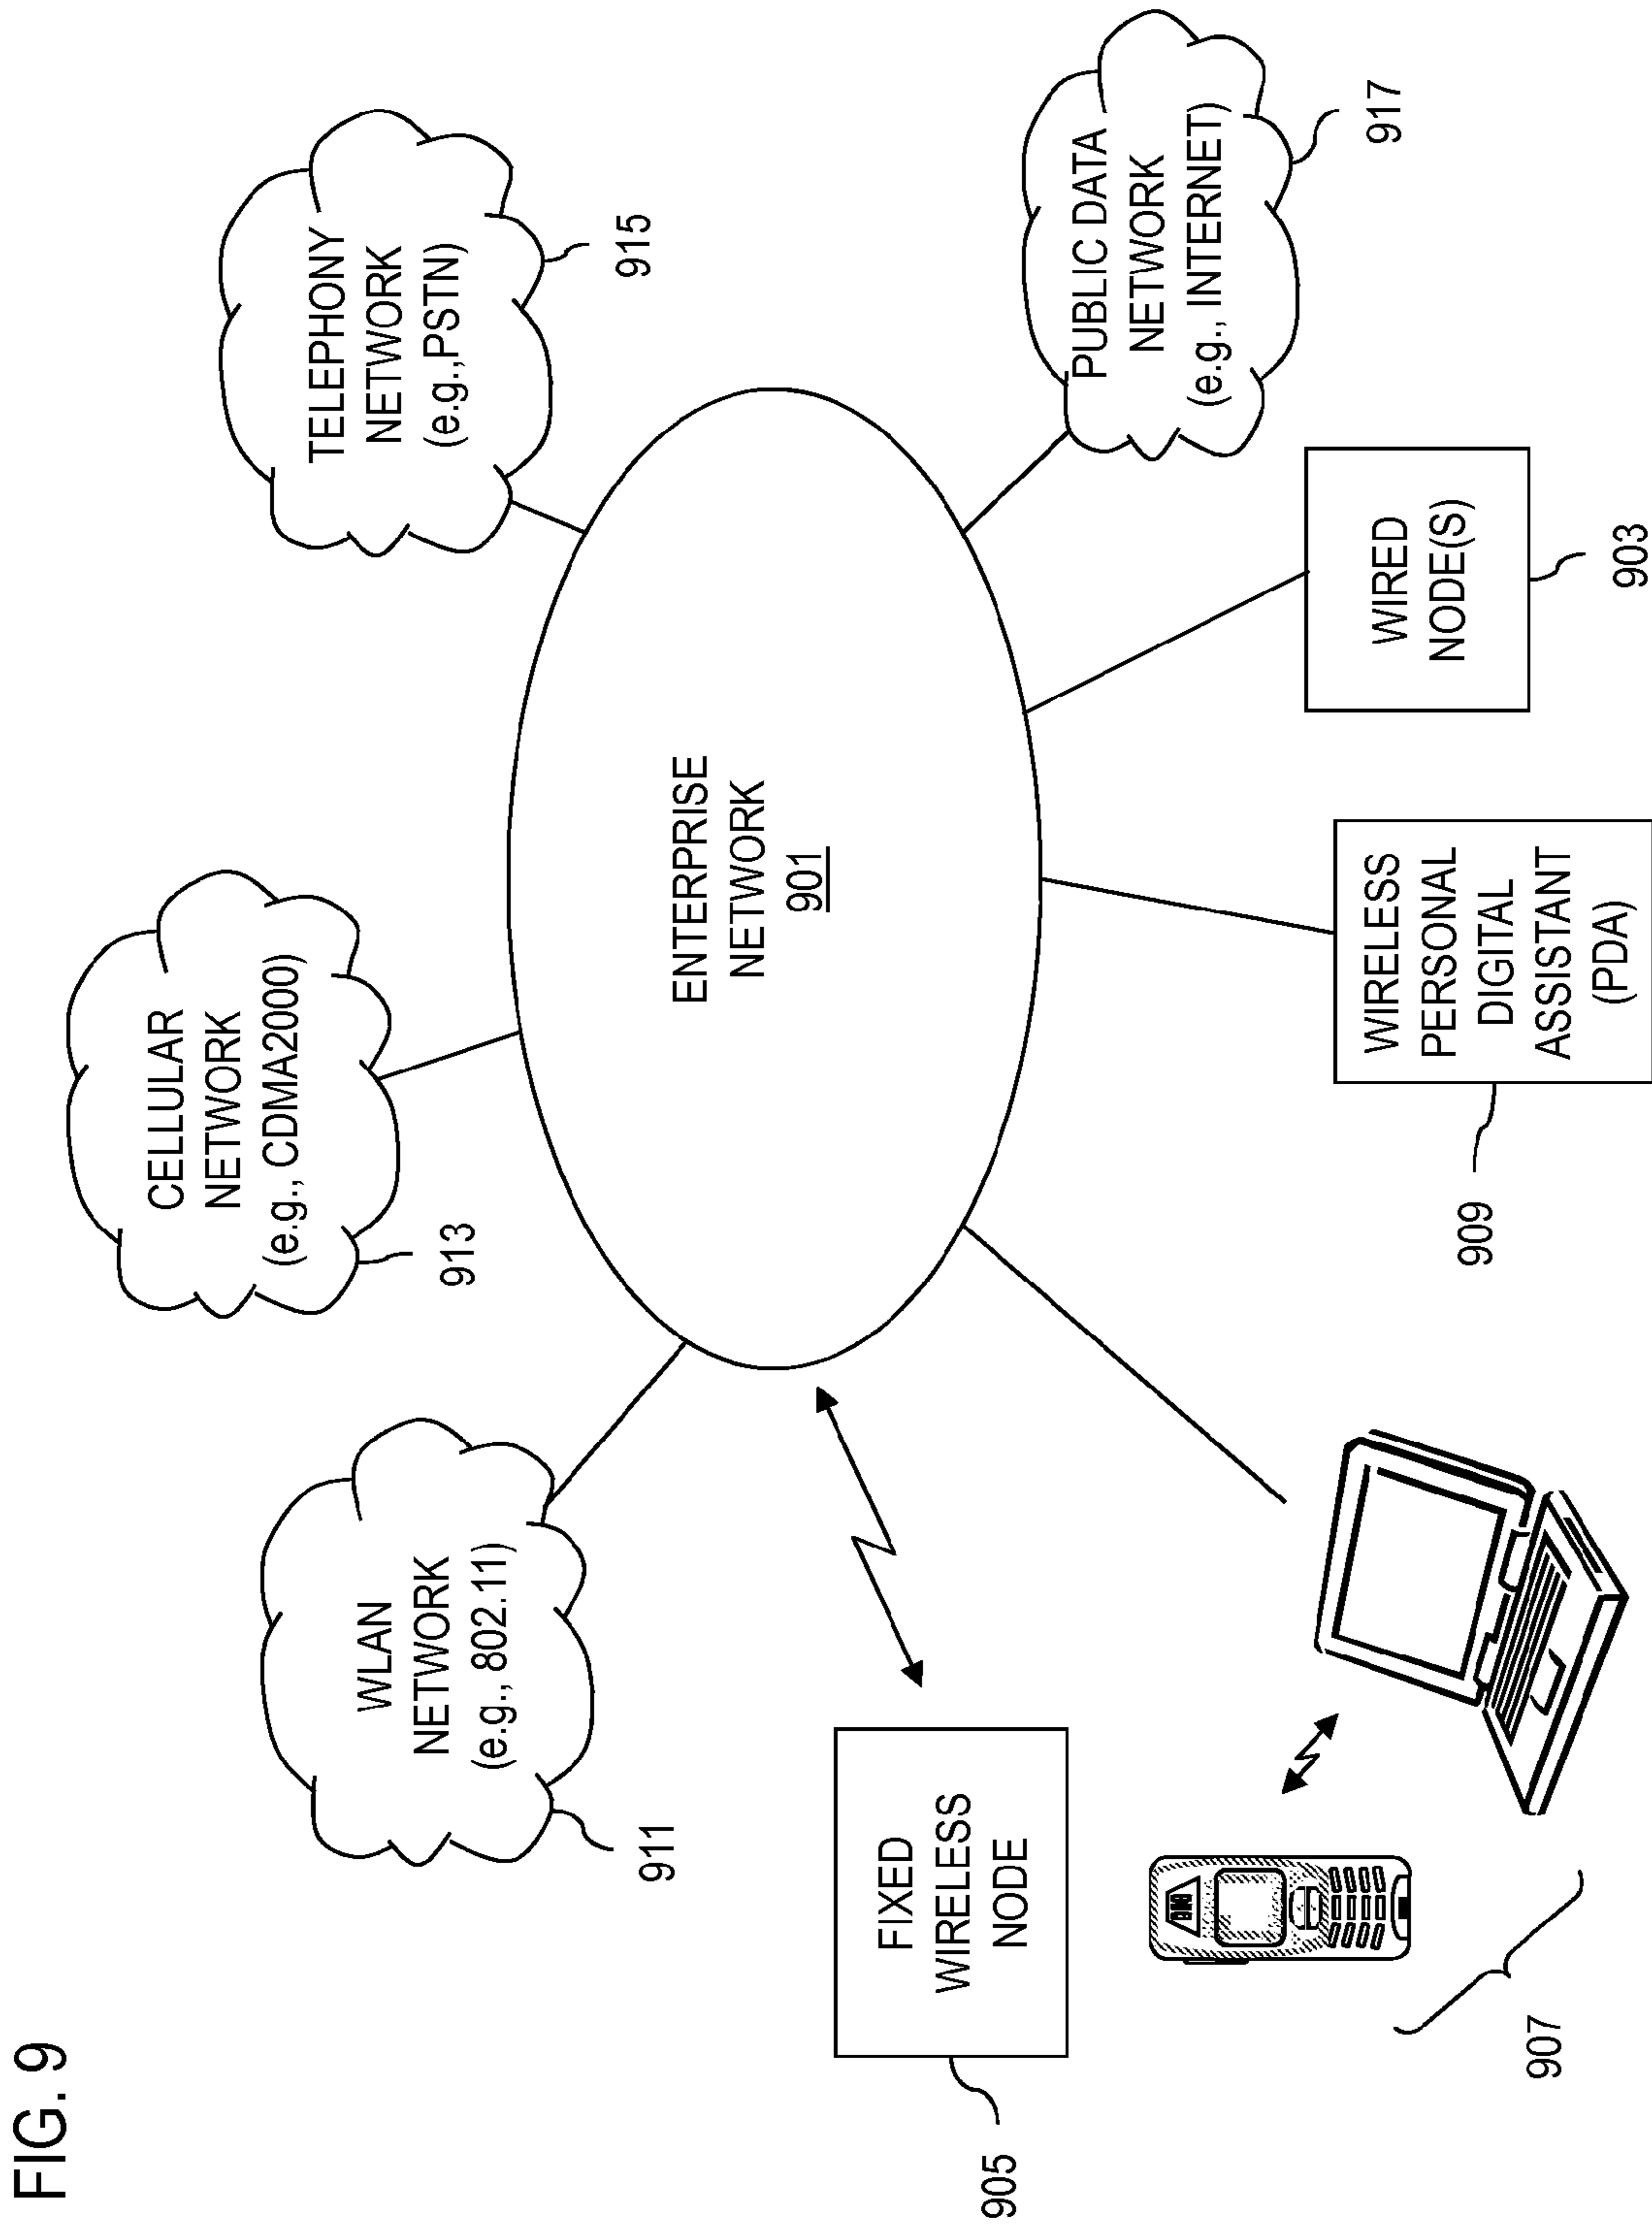 FIG. 9
CELLULAR
NETWORK
(e.g., CDMA2000)
913
TELEPHONY
NETWORK
(e.g.,PSTN)
915
WLAN
NETWORK
(e.g., 802.11)
911
ENTERPRISE
NETWORK
901
FIXED
WIRELESS
NODE
905
PUBLIC DATA
NETWORK
(e.g., INTERNET)
917
907
WIRELESS
PERSONAL
DIGITAL
ASSISTANT
(PDA)
909
WIRED
NODE(S)
903